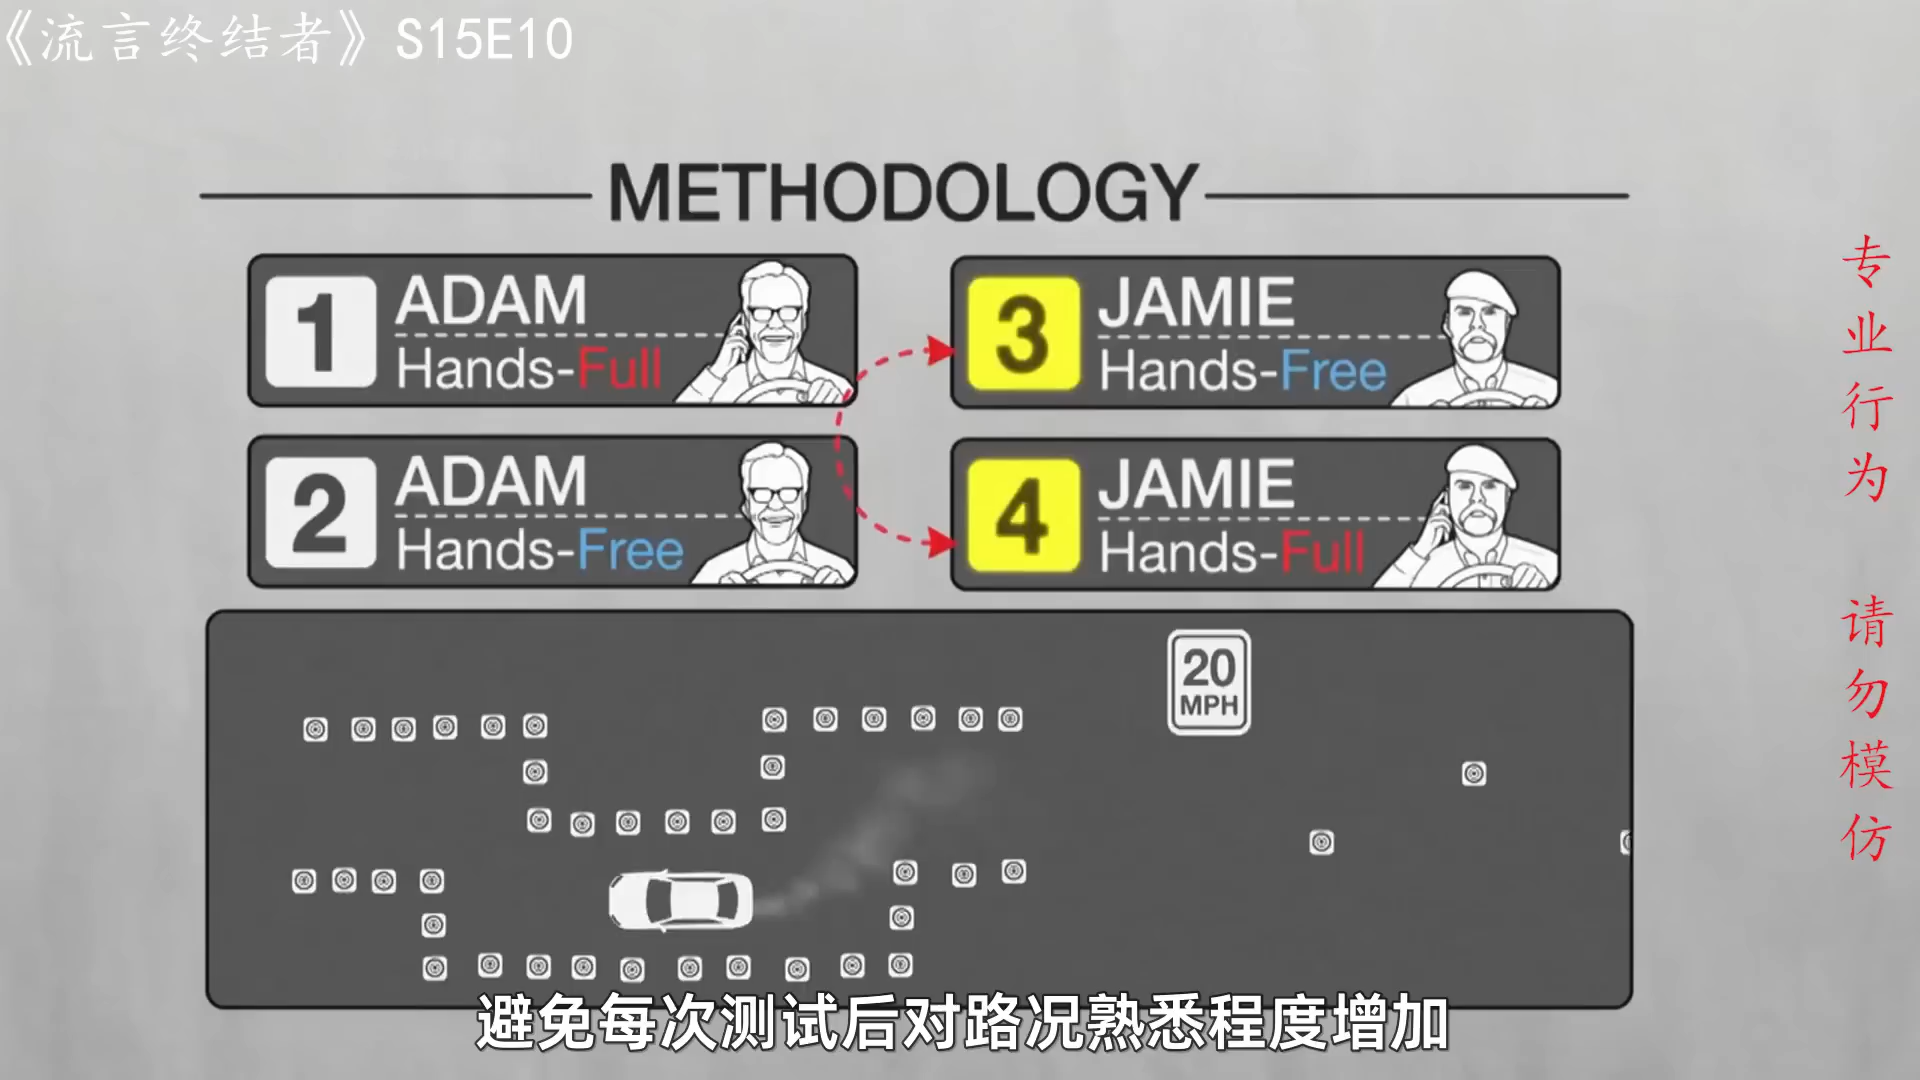 《流言终结者》S15E10
METHODOLOGY
1 ADAM
Hands-Full
3 JAMIE
Hands-Free
2 ADAM
Hands-Free
4 JAMIE
Hands-Full
20
MPH
避免每次测试后对路况熟悉程度增加
专业行为 请勿模仿